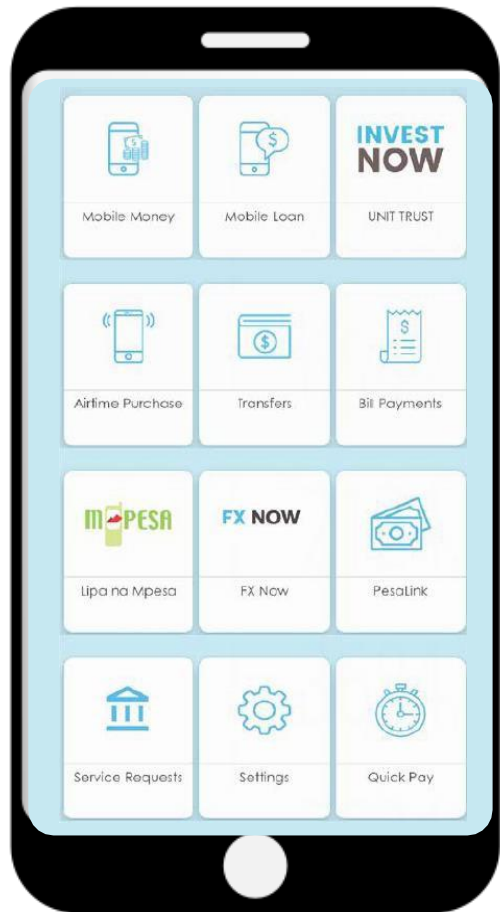 INVEST
NOW
Mobile Money
Mobile Loan
UNIT TRUST
Airtime Purchase
Transfers
Bill Payments
M-PESA
FX NOW
Lipa na Mpesa
FX Now
PesaLink
Service Requests
Settings
Quick Pay